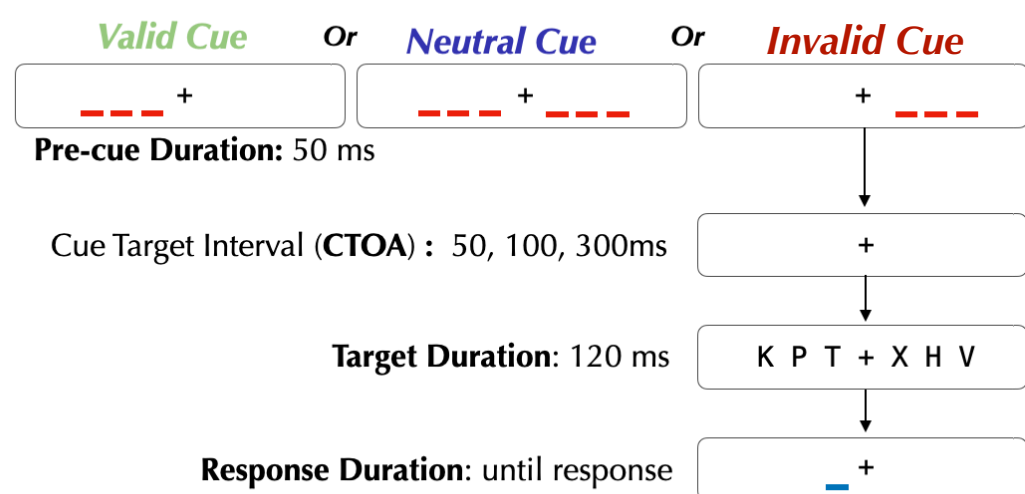 Valid Cue Or Neutral Cue Or Invalid Cue
+ + +
Pre-cue Duration: 50 ms
Cue Target Interval (CTOA) : 50, 100, 300ms
+
Target Duration: 120 ms
K P T + X H V
Response Duration: until response
+